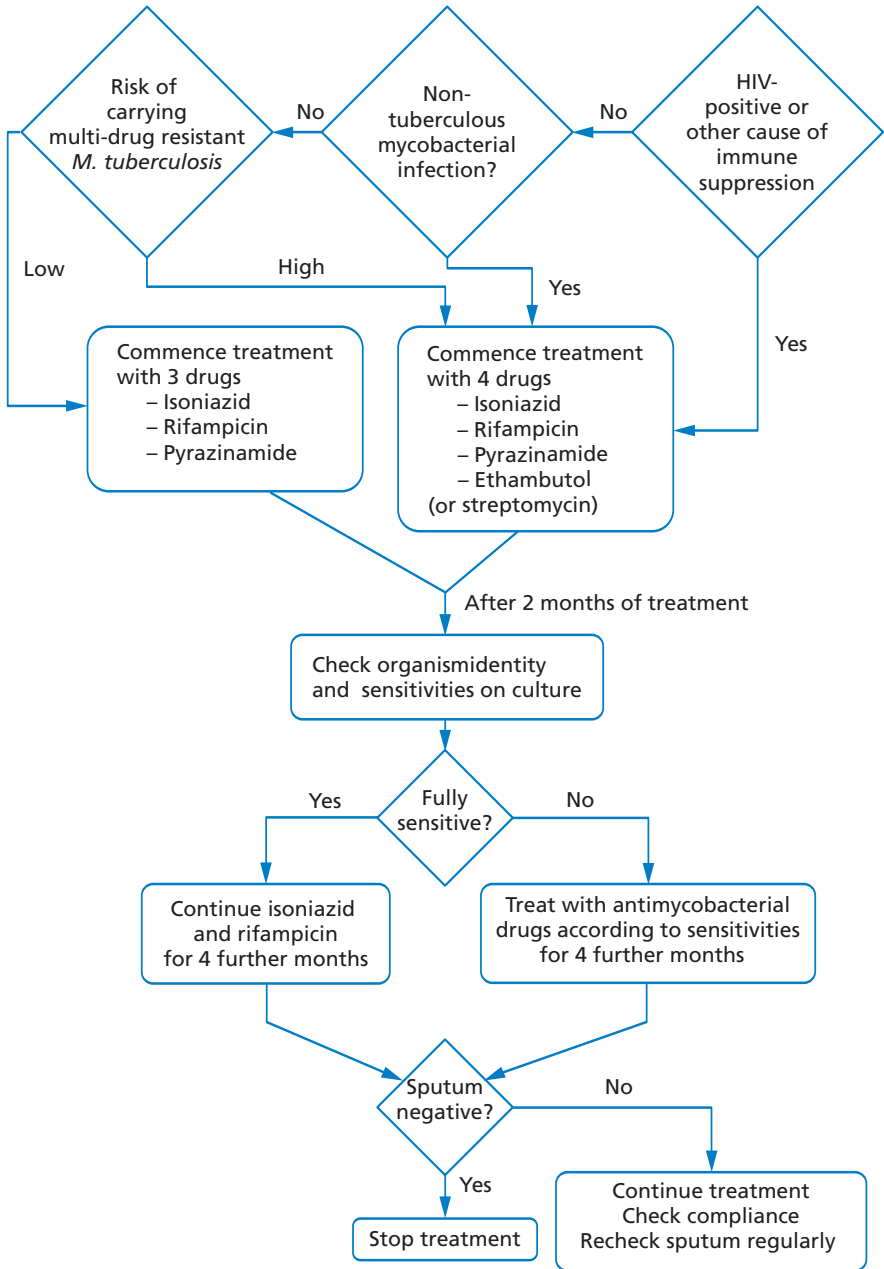 Risk of
carrying
multi-drug resistant
M. tuberculosis
No
Non-
tuberculous
mycobacterial
infection?
No
HIV-
positive or
other cause of
immune
suppression
Low
High
Yes
Yes
Commence treatment
with 3 drugs
– Isoniazid
– Rifampicin
– Pyrazinamide
Commence treatment
with 4 drugs
– Isoniazid
– Rifampicin
– Pyrazinamide
– Ethambutol
(or streptomycin)
After 2 months of treatment
Check organismidentity
and sensitivities on culture
Yes
Fully
sensitive?
No
Continue isoniazid
and rifampicin
for 4 further months
Treat with antimycobacterial
drugs according to sensitivities
for 4 further months
Sputum
negative?
No
Yes
Stop treatment
Continue treatment
Check compliance
Recheck sputum regularly